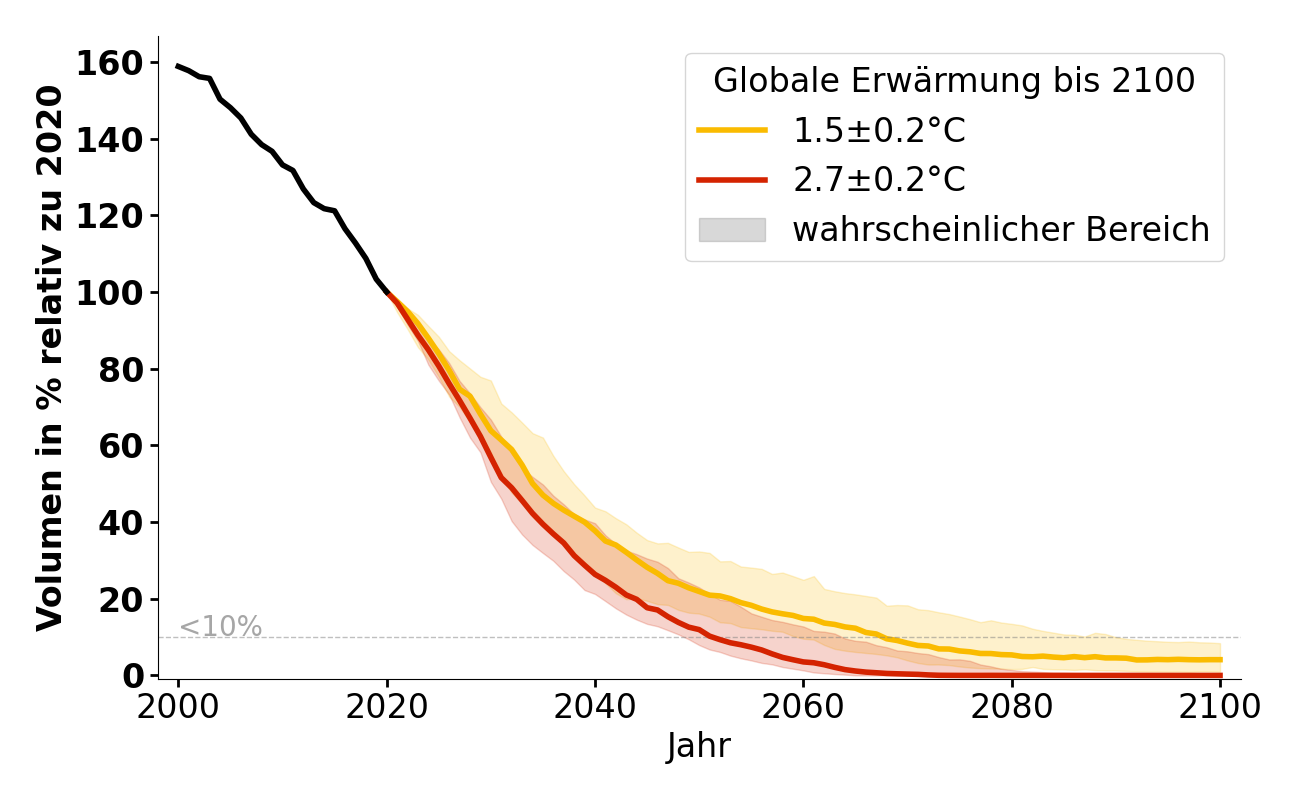 Volumen in % relativ zu 2020
160
140
120
100
80
60
40
20
0
<10%
Globale Erwärmung bis 2100
1.5±0.2°C
2.7±0.2°C
wahrscheinlicher Bereich
2000 2020 2040 2060 2080 2100
Jahr